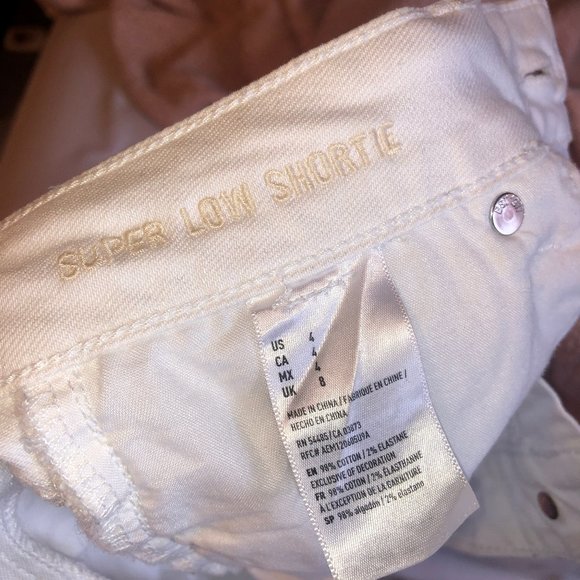 SUPER LOW SHORTIE
US 4
CA 4
MX 4
UK 8
MADE IN CHINA / FABRIQUE EN CHINE /
HECHO EN CHINA
RN 54485 / CA 03873
RFC# AEM120405U9A
EN 98% COTTON / 2% ELASTANE
EXCLUSIVE OF DECORATION
FR 98% COTON / 2% ÉLASTHANNE
À L'EXCEPTION DE LA GARNITURE
SP 98% algodón / 2% elastano